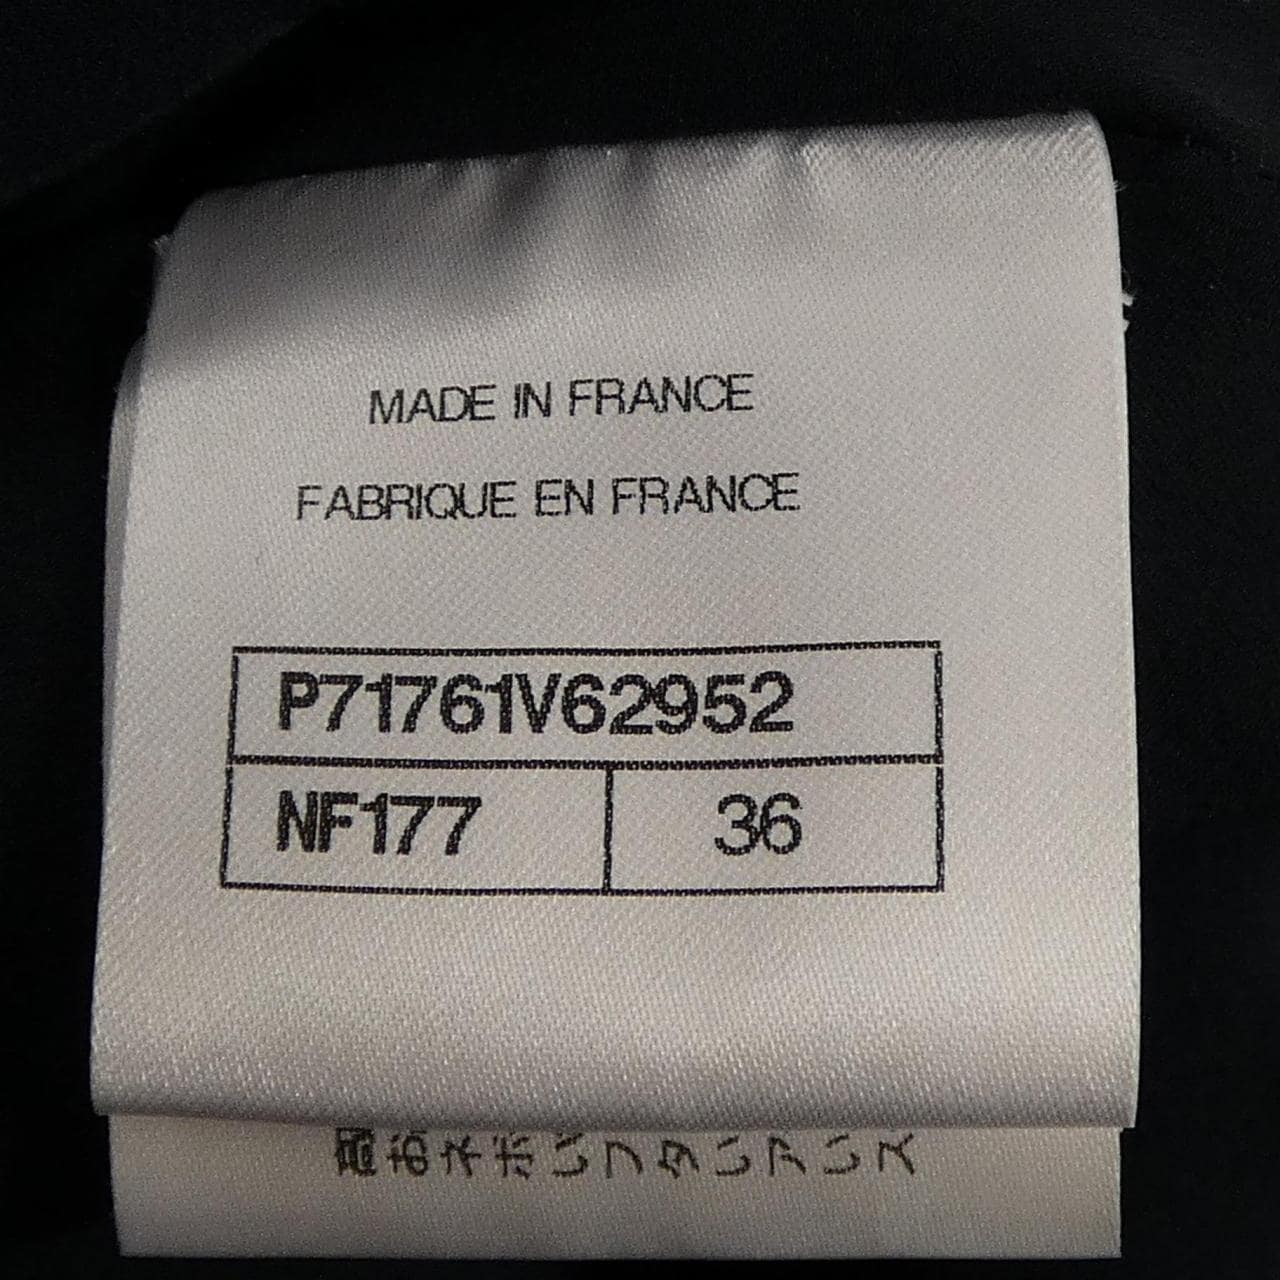 MADE IN FRANCE
FABRIQUE EN FRANCE
P71761V62952
NF177 36